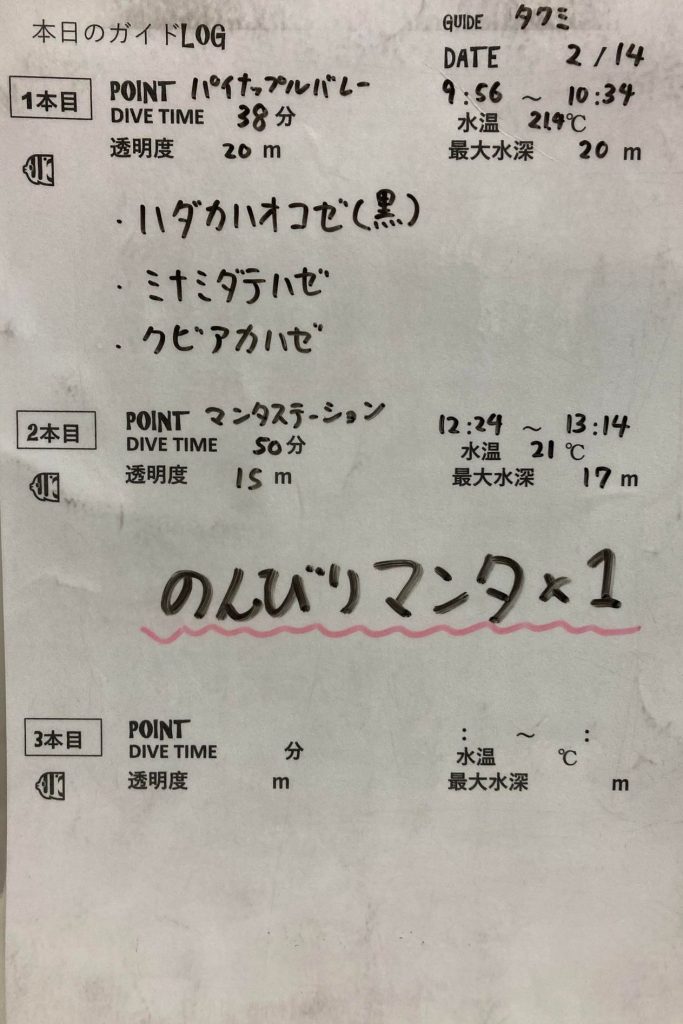 本日のガイドLOG
GUIDE タクミ
DATE 2/14
1本目 POINT パイナップルバレー 9:56 ～ 10:34
DIVE TIME 38分 水温 21.9℃
透明度 20 m 最大水深 20 m
・ハダカハオコゼ(黒)
・ミナミダテハゼ
・クビアカハゼ
2本目 POINT マンタステーション 12:24 ～ 13:14
DIVE TIME 50分 水温 21℃
透明度 15 m 最大水深 17 m
のんびりマンタ×1
3本目 POINT : ～ :
DIVE TIME 分 水温 ℃
透明度 m 最大水深 m